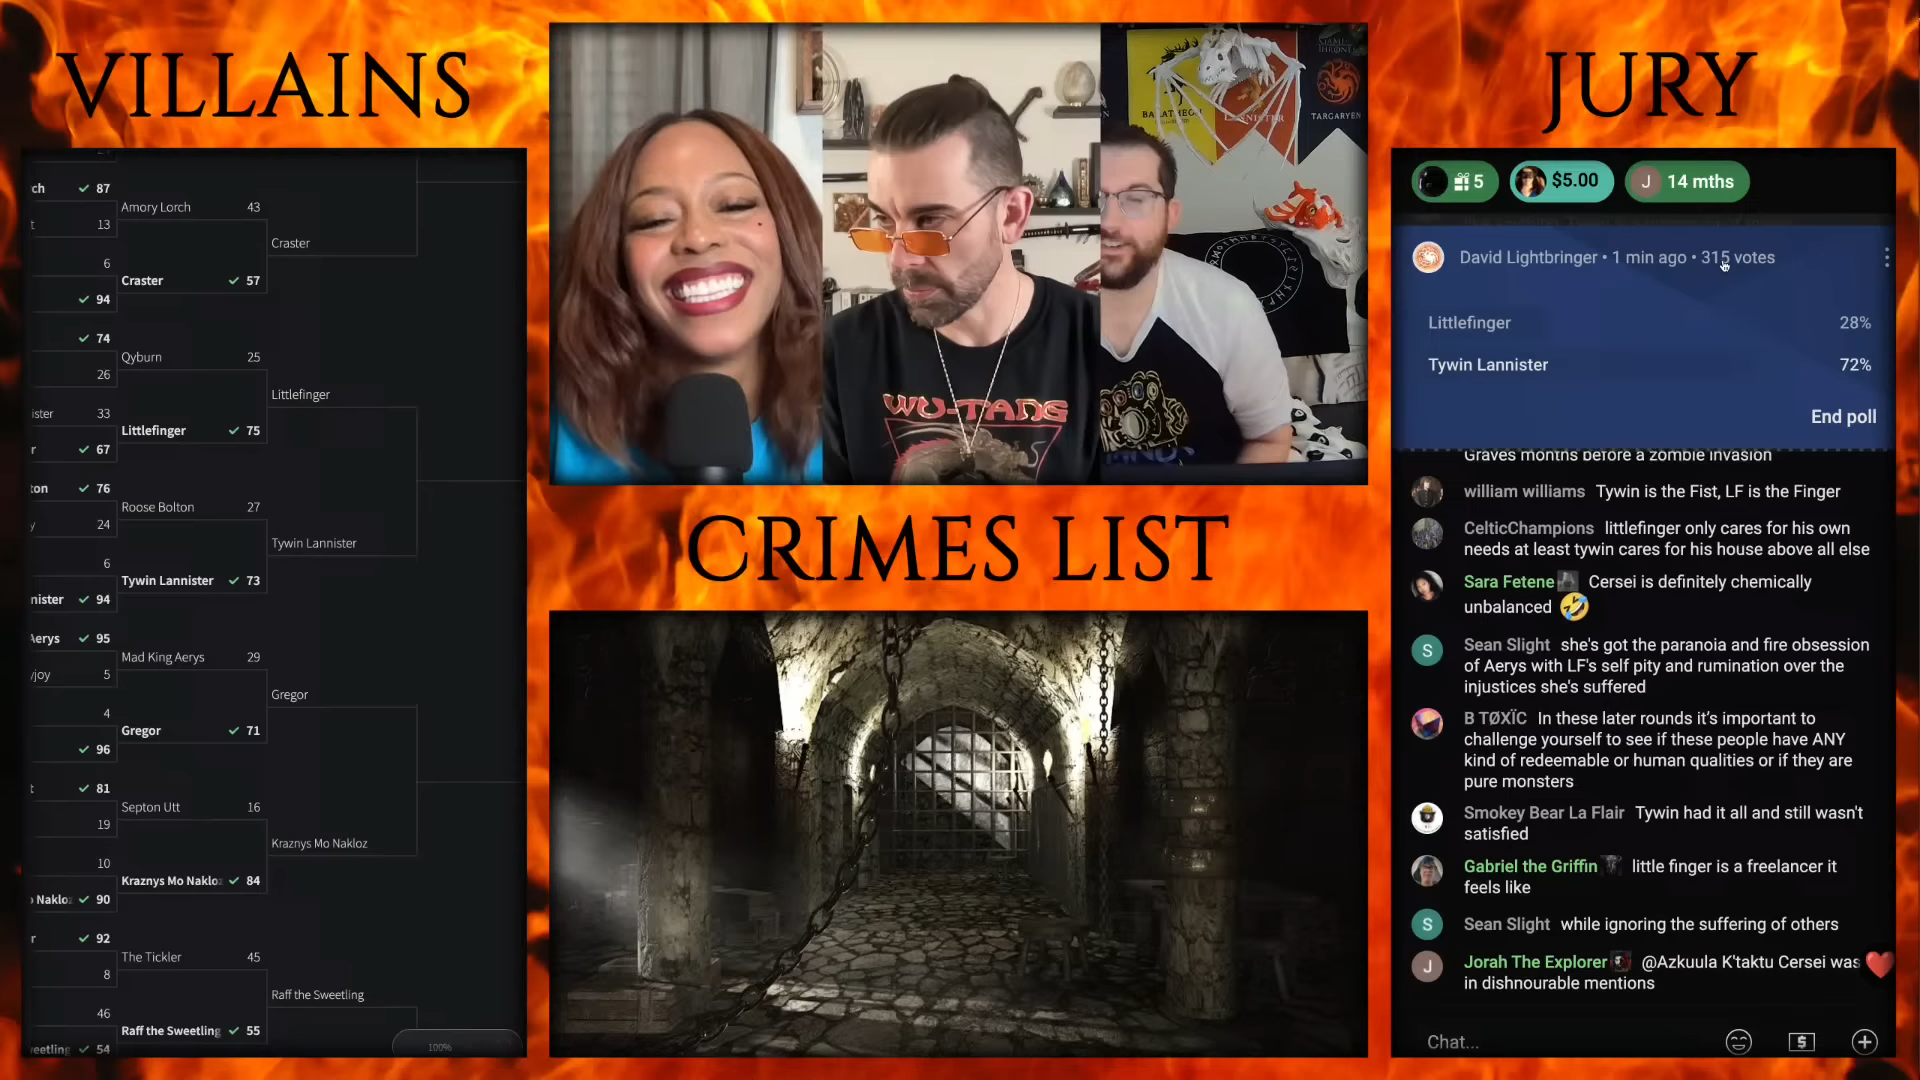 VILLAINS
JURY
CRIMES LIST
ch ✓ 87
t 13
6
✓ 94
✓ 74
26
ister 33
r ✓ 67
ton ✓ 76
y 24
6
nister ✓ 94
Aerys ✓ 95
yjoy 5
4
✓ 96
t ✓ 81
19
10
Naklo: ✓ 90
r ✓ 92
8
46
reetling ✓ 54
Amory Lorch 43
Craster ✓ 57
Qyburn 25
Littlefinger ✓ 75
Roose Bolton 27
Tywin Lannister ✓ 73
Mad King Aerys 29
Gregor ✓ 71
Septon Utt 16
Kraznys Mo Naklo: ✓ 84
The Tickler 45
Raff the Sweetling ✓ 55
Craster
Littlefinger
Tywin Lannister
Gregor
Kraznys Mo Nakloz
Raff the Sweetling
100%
WU-TANG
GAME OF THRONES
BARATHEON
LANNISTER
TARGARYEN
5
$5.00
J 14 mths
David Lightbringer • 1 min ago • 315 votes
Littlefinger 28%
Tywin Lannister 72%
End poll
Graves months before a zombie invasion
william williams Tywin is the Fist, LF is the Finger
CelticChampions littlefinger only cares for his own
needs at least tywin cares for his house above all else
Sara Fetene Cersei is definitely chemically
unbalanced 🤣
S Sean Slight she's got the paranoia and fire obsession
of Aerys with LF's self pity and rumination over the
injustices she's suffered
B TØXÏC In these later rounds it’s important to
challenge yourself to see if these people have ANY
kind of redeemable or human qualities or if they are
pure monsters
Smokey Bear La Flair Tywin had it all and still wasn't
satisfied
Gabriel the Griffin little finger is a freelancer it
feels like
S Sean Slight while ignoring the suffering of others
J Jorah The Explorer @Azkuula K'taktu Cersei was
in dishnourable mentions
Chat...